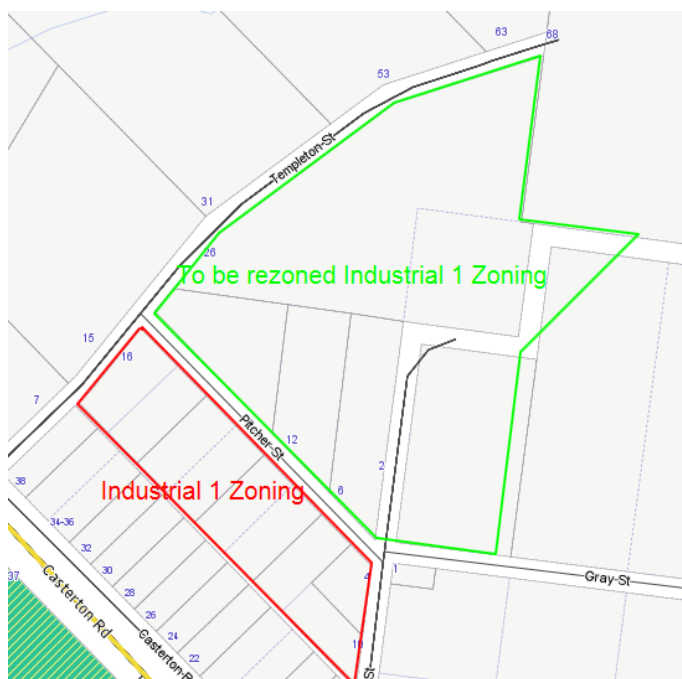 63
68
53
Templeton-St
31
26
To be rezoned Industrial 1 Zoning
15
16
7
Pitcher-St
12
2
38
6
Industrial 1 Zoning
34-36
32
30
28
26
24
22
37
Casterton Rd
Casterton-R
4
1
Gray-St
10
St